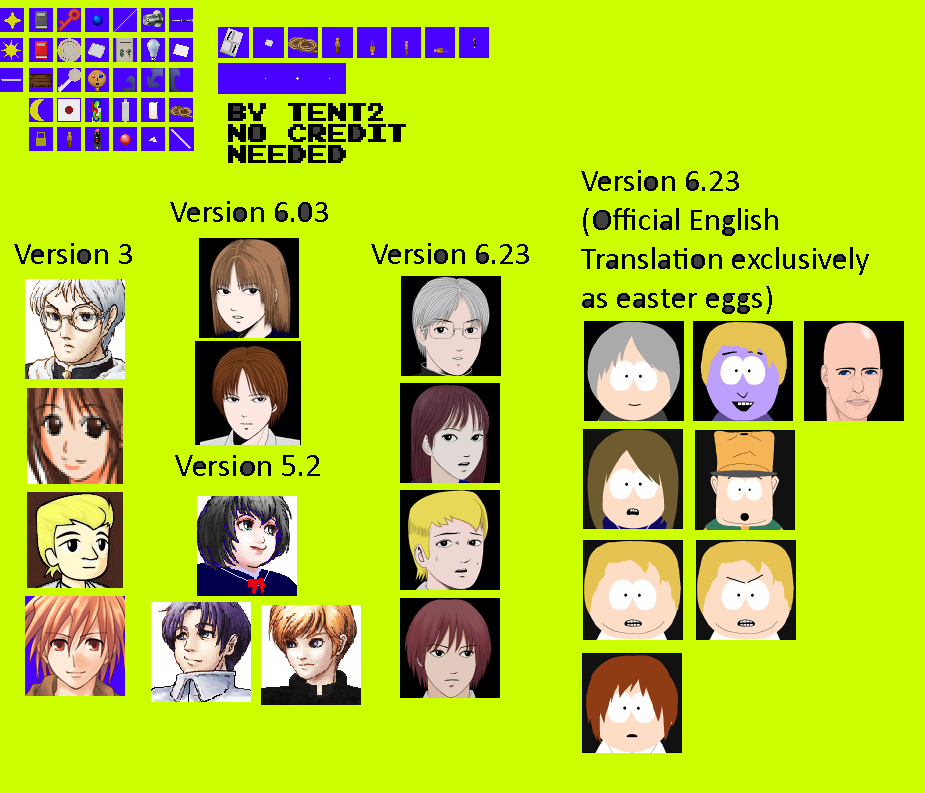 BY TENT2
NO CREDIT
NEEDED
Version 6.23
(Official English
Translation exclusively
as easter eggs)
Version 6.03
Version 3
Version 6.23
Version 5.2